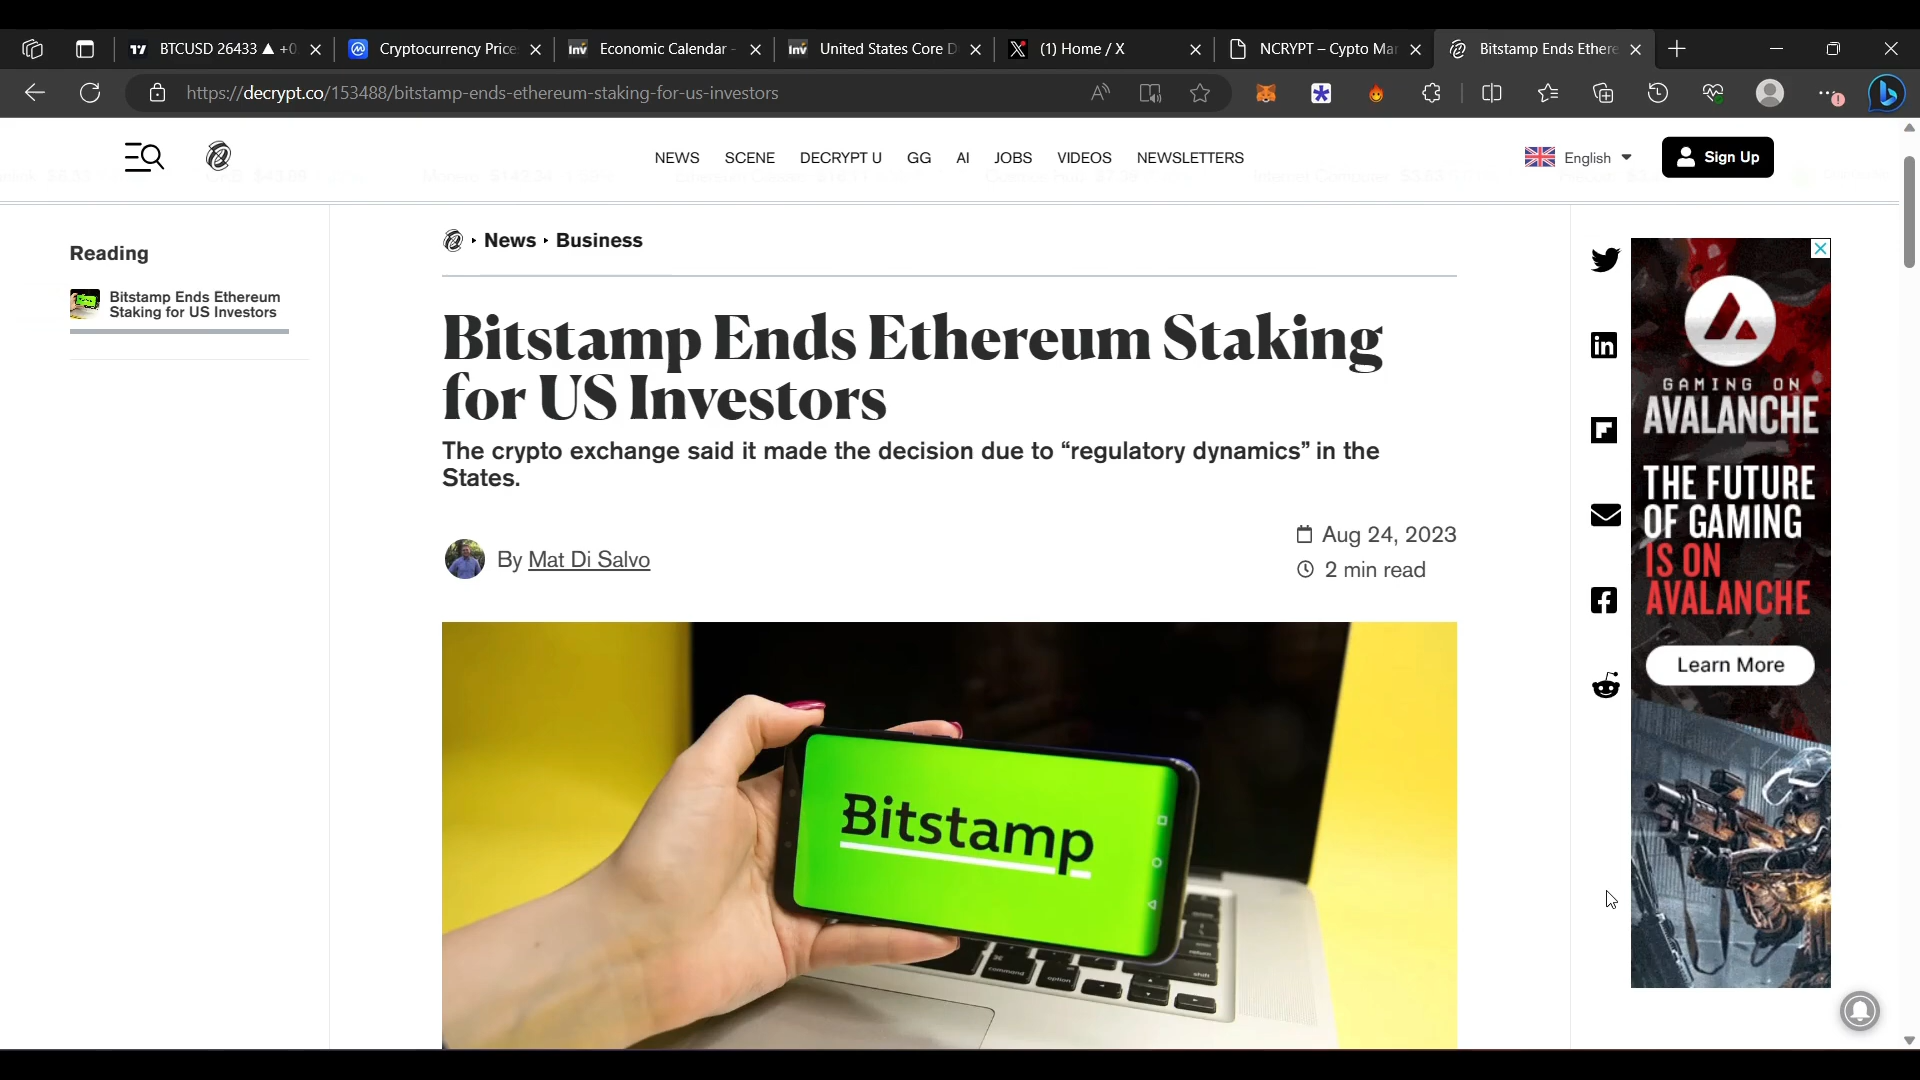 BTCUSD 26433 ▲ +0
Cryptocurrency Price
Economic Calendar -
United States Core D
(1) Home / X
NCRYPT – Cypto Mar
Bitstamp Ends Ethere
https://decrypt.co/153488/bitstamp-ends-ethereum-staking-for-us-investors
NEWS SCENE DECRYPT U GG AI JOBS VIDEOS NEWSLETTERS
English
Sign Up
News
Business
Reading
Bitstamp Ends Ethereum
Staking for US Investors
Bitstamp Ends Ethereum Staking
for US Investors
The crypto exchange said it made the decision due to “regulatory dynamics” in the
States.
By Mat Di Salvo
Aug 24, 2023
2 min read
Bitstamp
command
option
shift
GAMING ON
AVALANCHE
THE FUTURE
OF GAMING
IS ON
AVALANCHE
Learn More